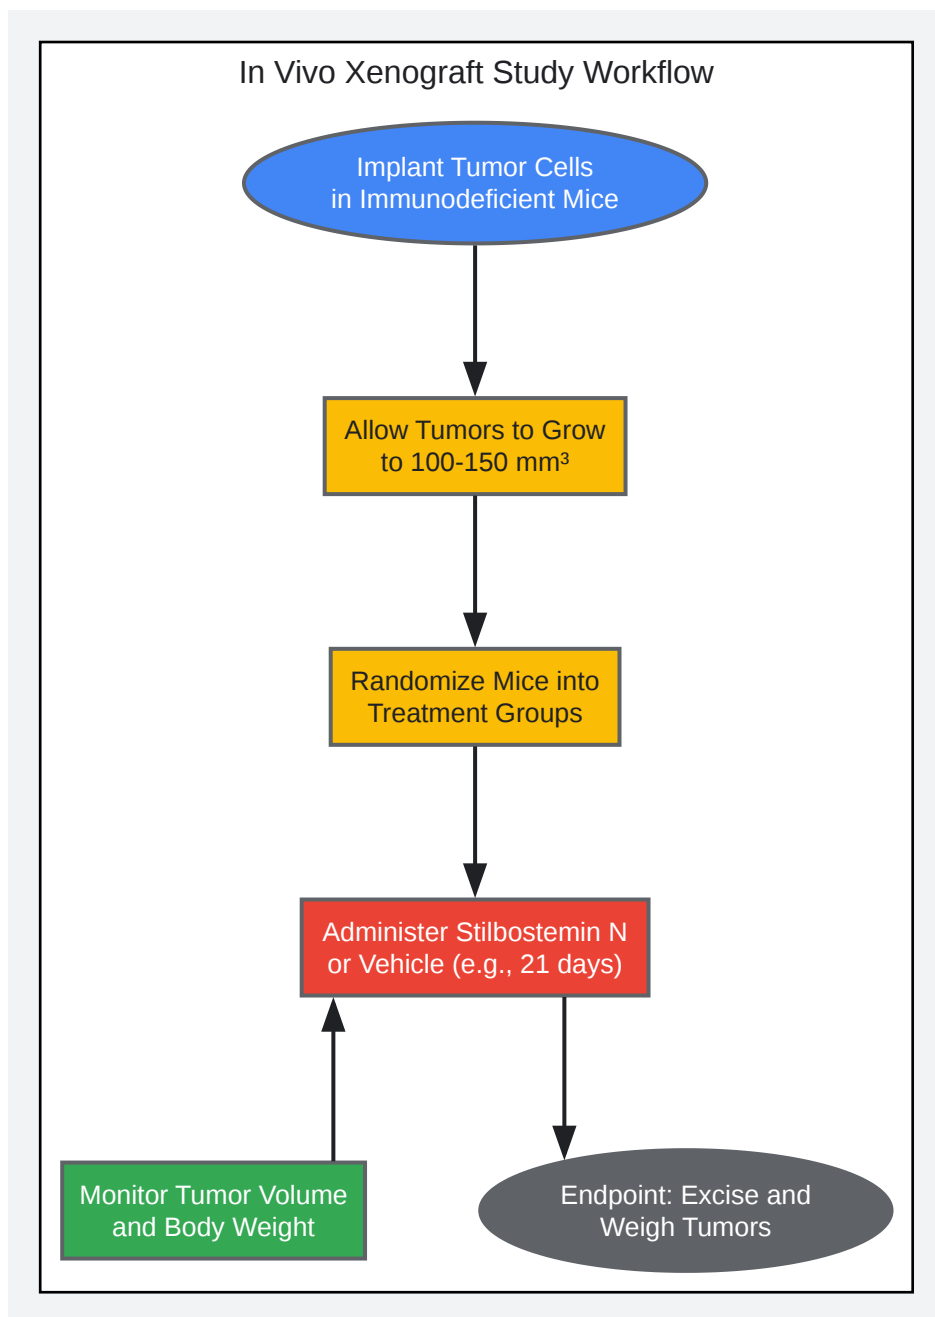 In Vivo Xenograft Study Workflow
Implant Tumor Cells
in Immunodeficient Mice
Allow Tumors to Grow
to 100-150 mm³
Randomize Mice into
Treatment Groups
Administer Stilbostemin N
or Vehicle (e.g., 21 days)
Monitor Tumor Volume
and Body Weight
Endpoint: Excise and
Weigh Tumors